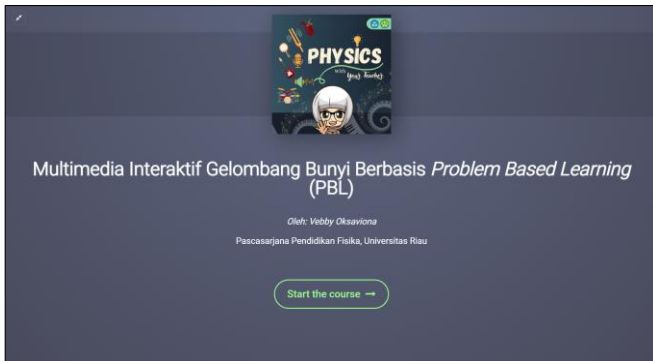 PHYSICS
WITH Your Teacher
Multimedia Interaktif Gelombang Bunyi Berbasis Problem Based Learning
(PBL)
Oleh: Vebby Oksaviona
Pascasarjana Pendidikan Fisika, Universitas Riau
Start the course →